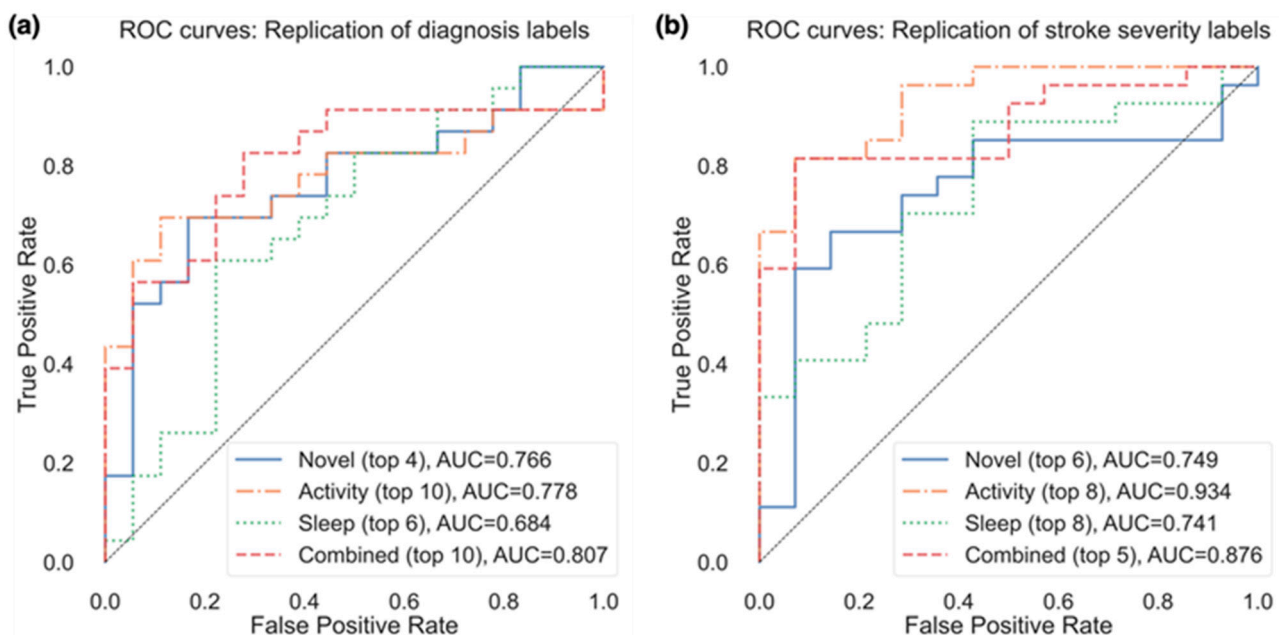 (a)
ROC curves: Replication of diagnosis labels
1.0
0.8
0.6
0.4
0.2
0.0
True Positive Rate
Novel (top 4), AUC=0.766
Activity (top 10), AUC=0.778
Sleep (top 6), AUC=0.684
Combined (top 10), AUC=0.807
0.0 0.2 0.4 0.6 0.8 1.0
False Positive Rate
(b)
ROC curves: Replication of stroke severity labels
1.0
0.8
0.6
0.4
0.2
0.0
True Positive Rate
Novel (top 6), AUC=0.749
Activity (top 8), AUC=0.934
Sleep (top 8), AUC=0.741
Combined (top 5), AUC=0.876
0.0 0.2 0.4 0.6 0.8 1.0
False Positive Rate